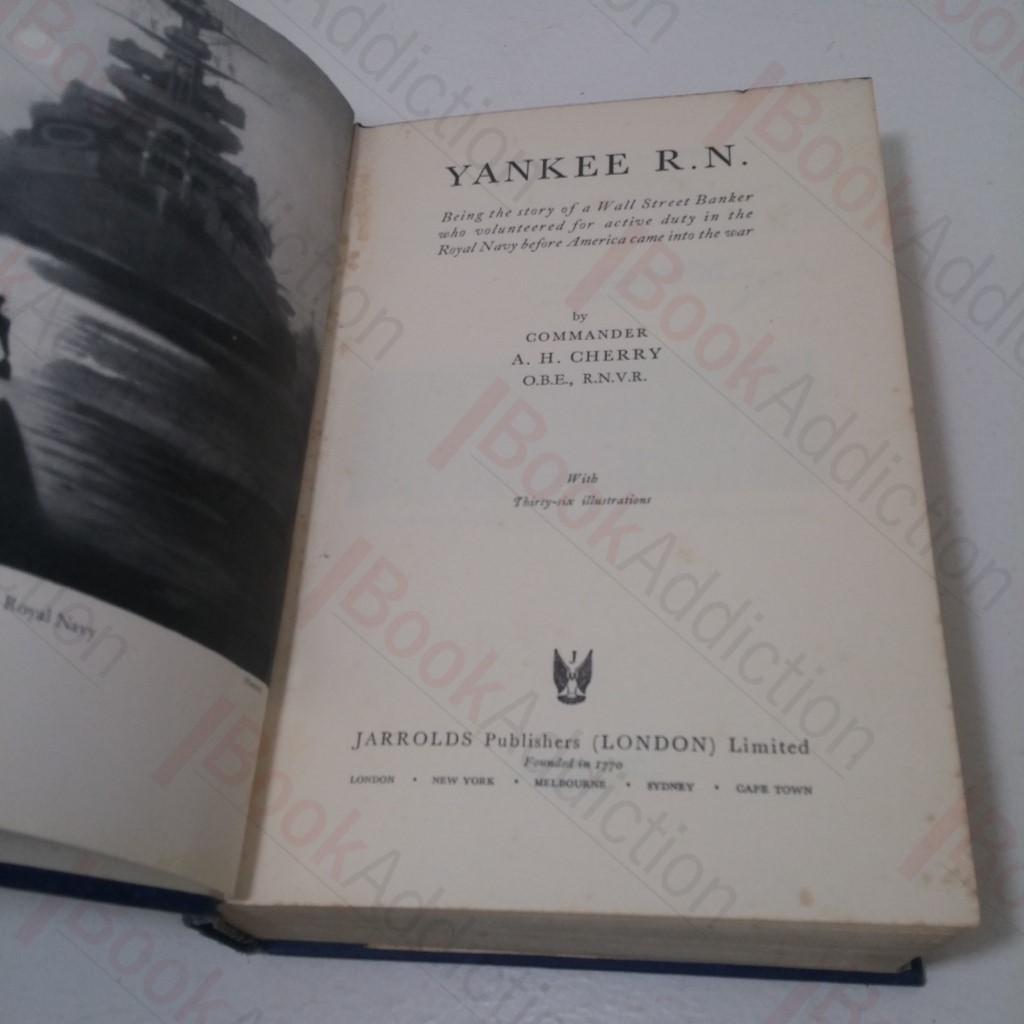 Royal Navy
YANKEE R.N.
Being the story of a Wall Street Banker
who volunteered for active duty in the
Royal Navy before America came into the war
by
COMMANDER
A. H. CHERRY
O.B.E., R.N.V.R.
With
Thirty-six illustrations
J
JARROLDS Publishers (LONDON) Limited
Founded in 1770
LONDON • NEW YORK • MELBOURNE • SYDNEY • CAPE TOWN
BookAddiction